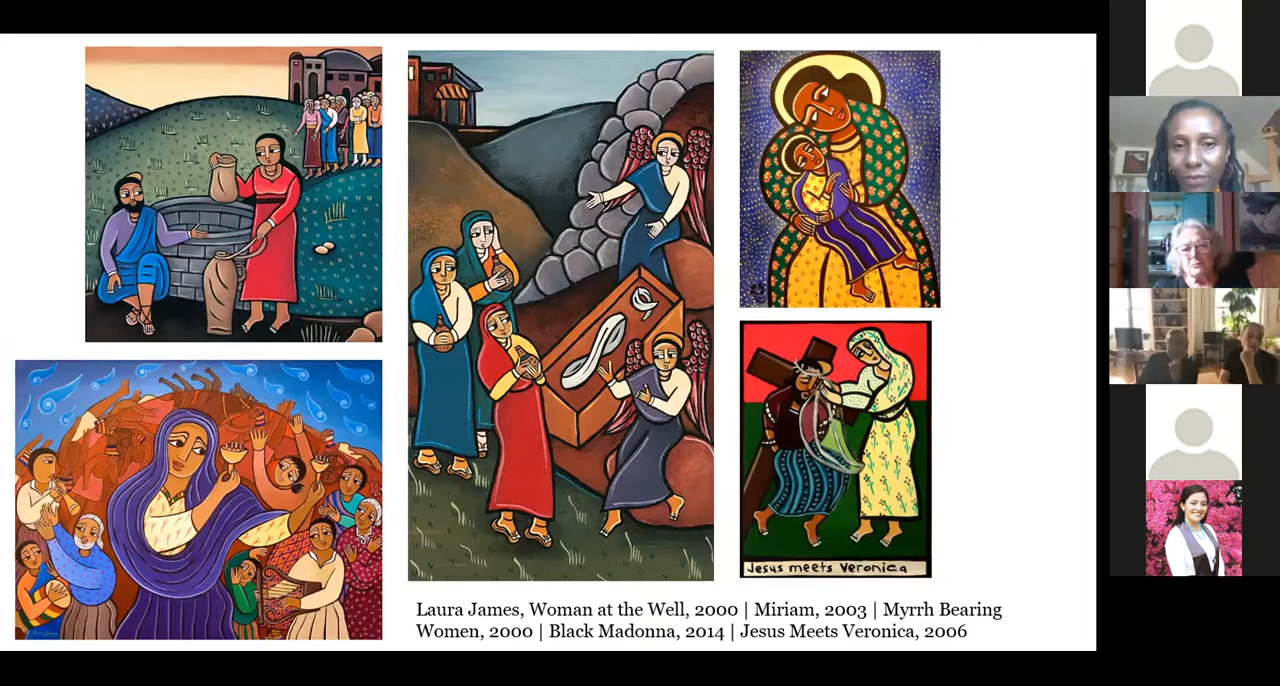 Jesus meets Veronica
Laura James, Woman at the Well, 2000 | Miriam, 2003 | Myrrh Bearing
Women, 2000 | Black Madonna, 2014 | Jesus Meets Veronica, 2006